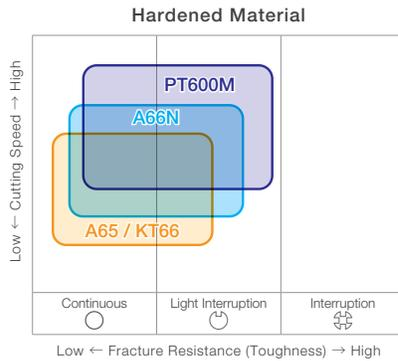 Hardened Material
Low ← Cutting Speed → High
PT600M
A66N
A65 / KT66
Continuous
Light Interruption
Interruption
Low ← Fracture Resistance (Toughness) → High